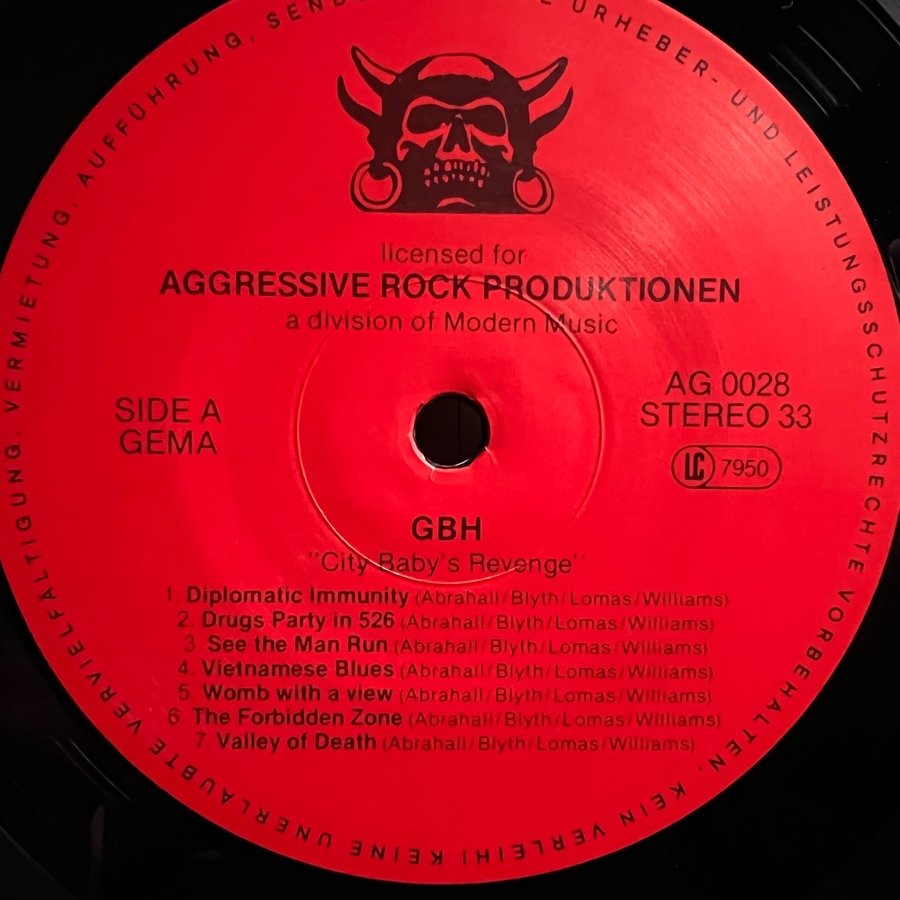 licensed for
AGGRESSIVE ROCK PRODUKTIONEN
a division of Modern Music
SIDE A
GEMA
AG 0028
STEREO 33
LC 7950
GBH
"City Baby's Revenge"
1. Diplomatic Immunity (Abrahall/Blyth/Lomas/Williams)
2. Drugs Party in 526 (Abrahall/Blyth/Lomas/Williams)
3. See the Man Run (Abrahall/Blyth/Lomas/Williams)
4. Vietnamese Blues (Abrahall/Blyth/Lomas/Williams)
5. Womb with a view (Abrahall/Blyth/Lomas/Williams)
6. The Forbidden Zone (Abrahall/Blyth/Lomas/Williams)
7. Valley of Death (Abrahall/Blyth/Lomas/Williams)
KEINE UNERLAUBTE VERVIELFÄLTIGUNG, VERMIETUNG, AUFFÜHRUNG, URHEBER- UND LEISTUNGSSCHUTZRECHTE VORBEHALTEN. KEIN VERLEIH!